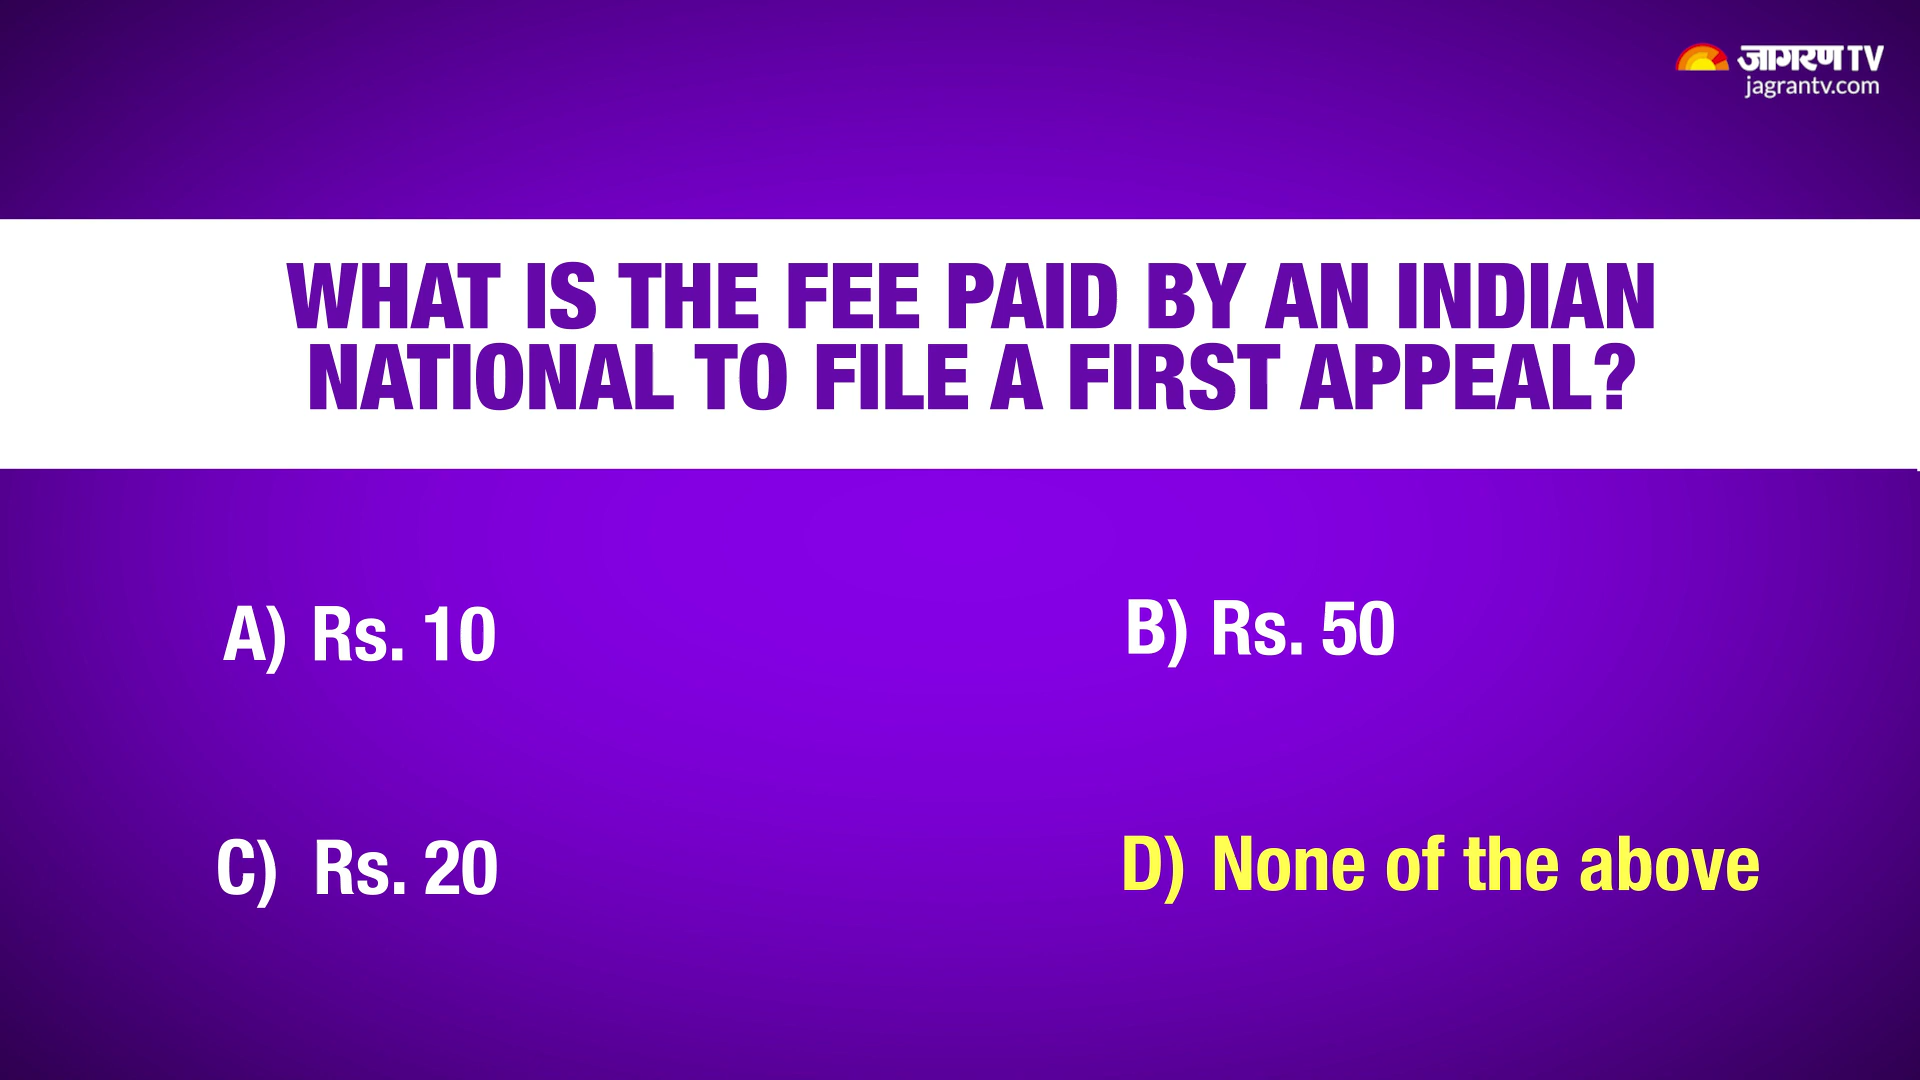 जागरण TV
jagrantv.com
WHAT IS THE FEE PAID BY AN INDIAN
NATIONAL TO FILE A FIRST APPEAL?
A) Rs. 10
B) Rs. 50
C) Rs. 20
D) None of the above